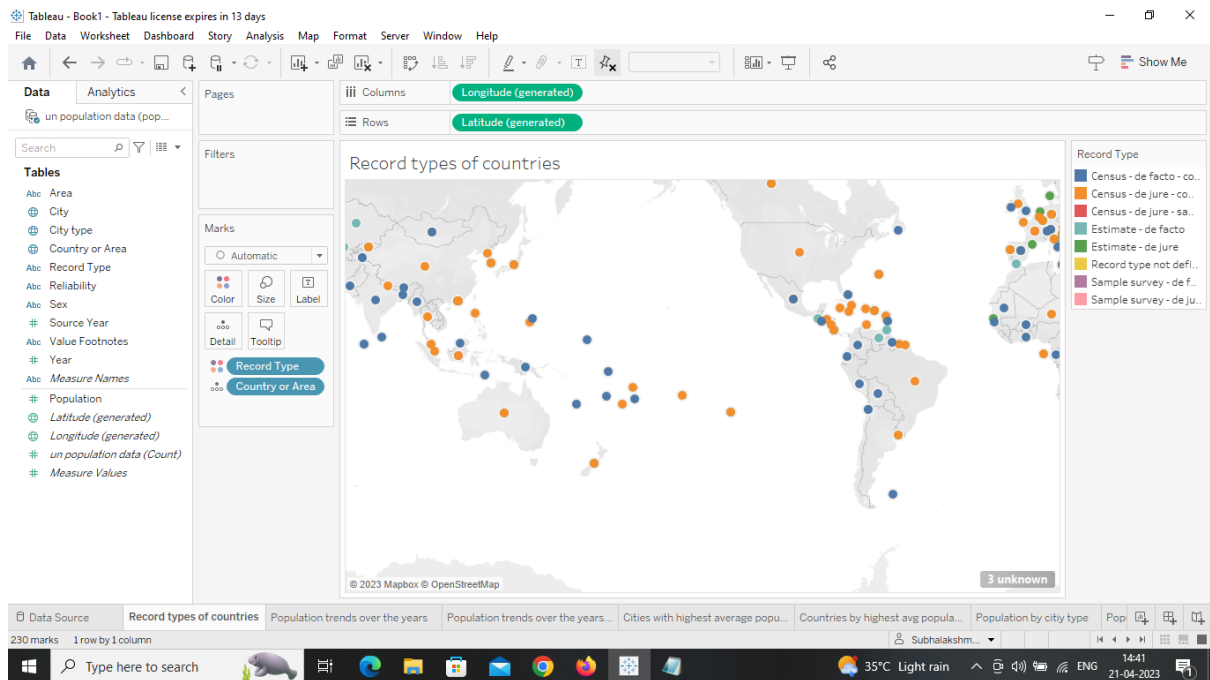 Tableau - Book1 - Tableau license expires in 13 days
File Data Worksheet Dashboard Story Analysis Map Format Server Window Help
Show Me
Data Analytics
un population data (pop...
Search
Tables
Abc Area
City
City type
Country or Area
Abc Record Type
Abc Reliability
Abc Sex
# Source Year
Abc Value Footnotes
# Year
Abc Measure Names
# Population
Latitude (generated)
Longitude (generated)
# un population data (Count)
# Measure Values
Pages
Filters
Marks
Automatic
Color Size Label
Detail Tooltip
Record Type
Country or Area
Columns Longitude (generated)
Rows Latitude (generated)
Record types of countries
© 2023 Mapbox © OpenStreetMap
3 unknown
Record Type
Census - de facto - co..
Census - de jure - co...
Census - de jure - sa...
Estimate - de facto
Estimate - de jure
Record type not defi...
Sample survey - de f...
Sample survey - de ju..
Data Source Record types of countries Population trends over the years Population trends over the years... Cities with highest average popu... Countries by highest avg popula... Population by citiy type Pop
230 marks 1 row by 1 column
Subhalakshm...
Type here to search
35°C Light rain
ENG
14:41
21-04-2023
1